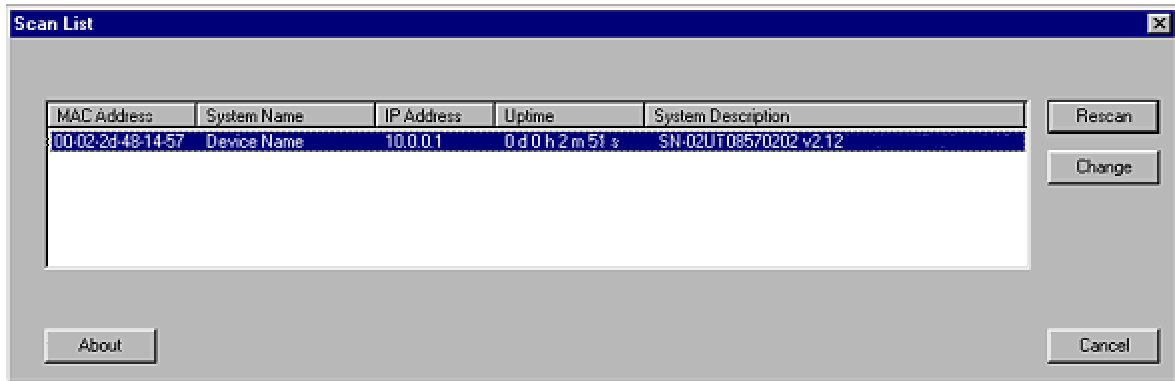 Scan List
MAC Address System Name IP Address Uptime System Description
00-02-2d-48-14-57 Device Name 10.0.0.1 0 d 0 h 2 m 51 s SN-02UT08570202 v2.12
Rescan
Change
About
Cancel